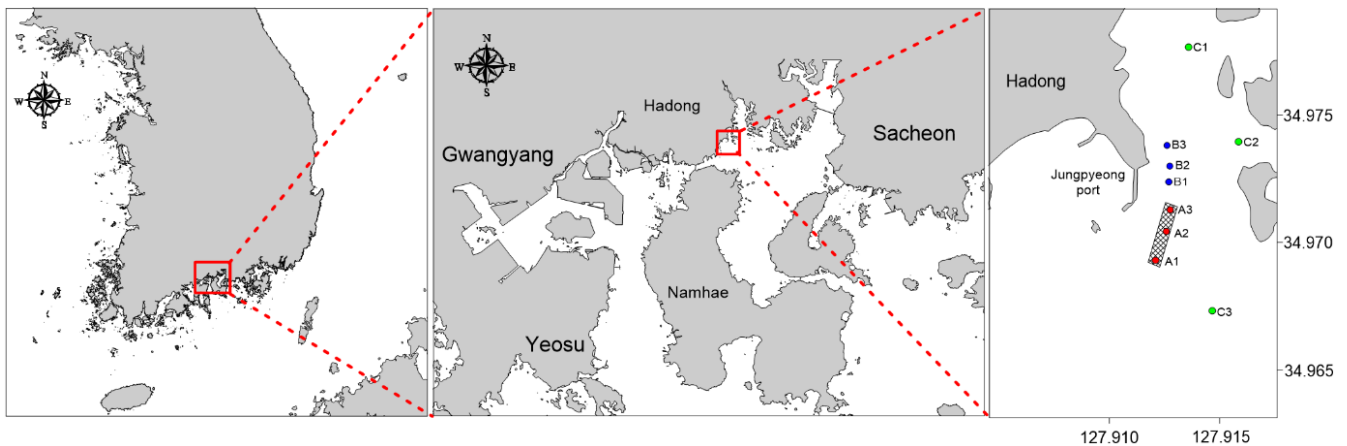 N
W E
S
N
W E
S
Hadong
Gwangyang
Sacheon
Namhae
Yeosu
C1
Hadong
34.975
C2
B3
B2
Jungpyeong
port
B1
A3
A2
34.970
A1
C3
34.965
127.910 127.915